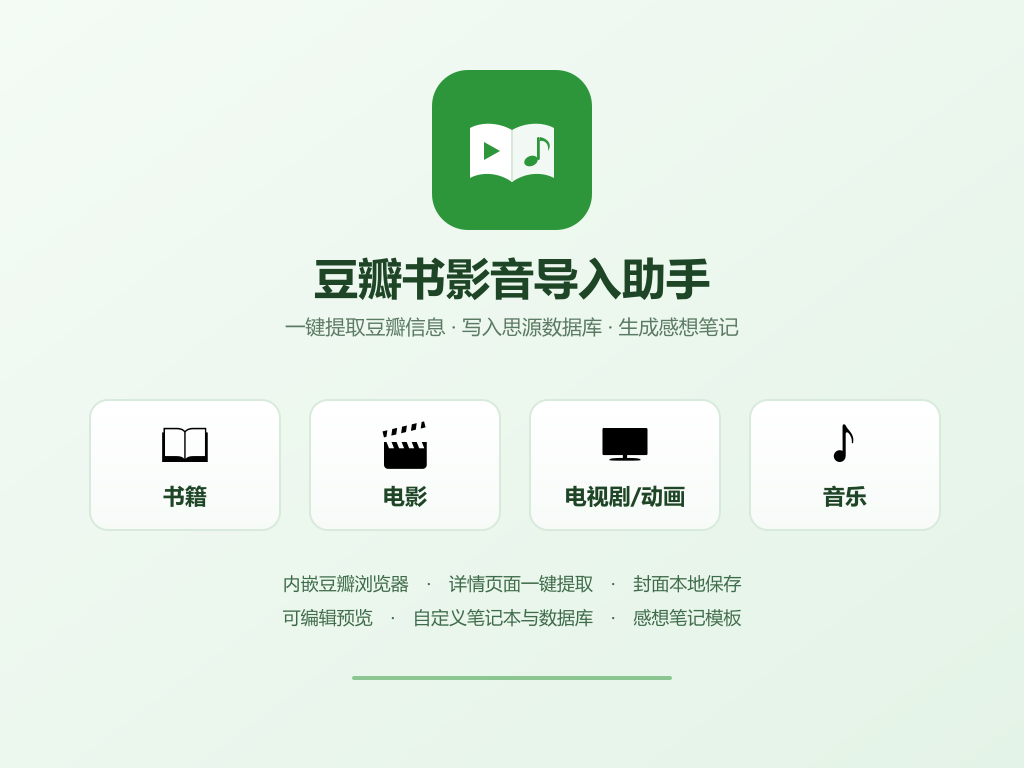 豆瓣书影音导入助手
一键提取豆瓣信息 · 写入思源数据库 · 生成感想笔记
书籍
电影
电视剧/动画
音乐
内嵌豆瓣浏览器 · 详情页面一键提取 · 封面本地保存
可编辑预览 · 自定义笔记本与数据库 · 感想笔记模板